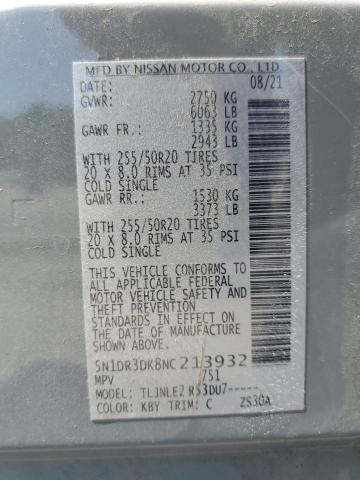 MFD BY NISSAN MOTOR CO., LTD
DATE: 08/21
GVWR: 2750 KG
6063 LB
GAWR FR.: 1335 KG
2943 LB
WITH 255/50R20 TIRES
20 x 8.0 RIMS AT 35 PSI
COLD SINGLE
GAWR RR.: 1530 KG
3373 LB
WITH 255/50R20 TIRES
20 x 8.0 RIMS AT 35 PSI
COLD SINGLE
THIS VEHICLE CONFORMS TO
ALL APPLICABLE FEDERAL
MOTOR VEHICLE SAFETY AND
THEFT PREVENTION
STANDARDS IN EFFECT ON
THE DATE OF MANUFACTURE
SHOWN ABOVE.
5N1DR3DK8NC213932
MPV 751
MODEL: TLJNLE2 R53DU7-----
COLOR: KBY TRIM: C ZS30A